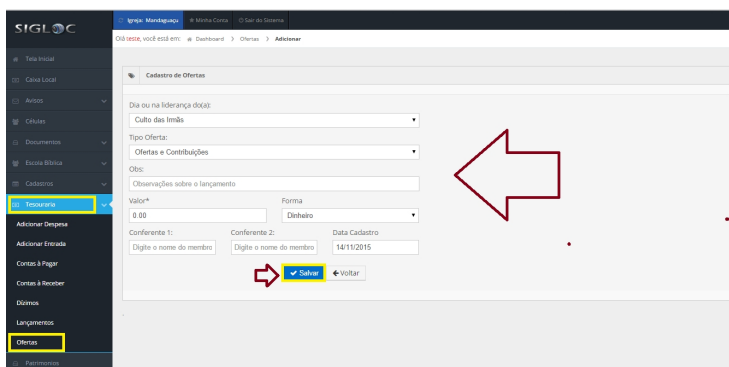 SIGLOC
Igreja: Mandaguaçu Minha Conta Sair do Sistema
Olá teste, você está em: Dashboard > Ofertas > Adicionar
Tela Inicial
Caixa Local
Avisos
Células
Documentos
Escola Bíblica
Cadastros
Tesouraria
Adicionar Despesa
Adicionar Entrada
Contas à Pagar
Contas à Receber
Dízimos
Lançamentos
Ofertas
Patrimonios
Cadastro de Ofertas
Dia ou na liderança do(a):
Culto das Irmãs
Tipo Oferta:
Ofertas e Contribuições
Obs:
Observações sobre o lançamento
Valor* Forma
0.00 Dinheiro
Conferente 1: Conferente 2: Data Cadastro
Digite o nome do membro Digite o nome do membro 14/11/2015
Salvar Voltar